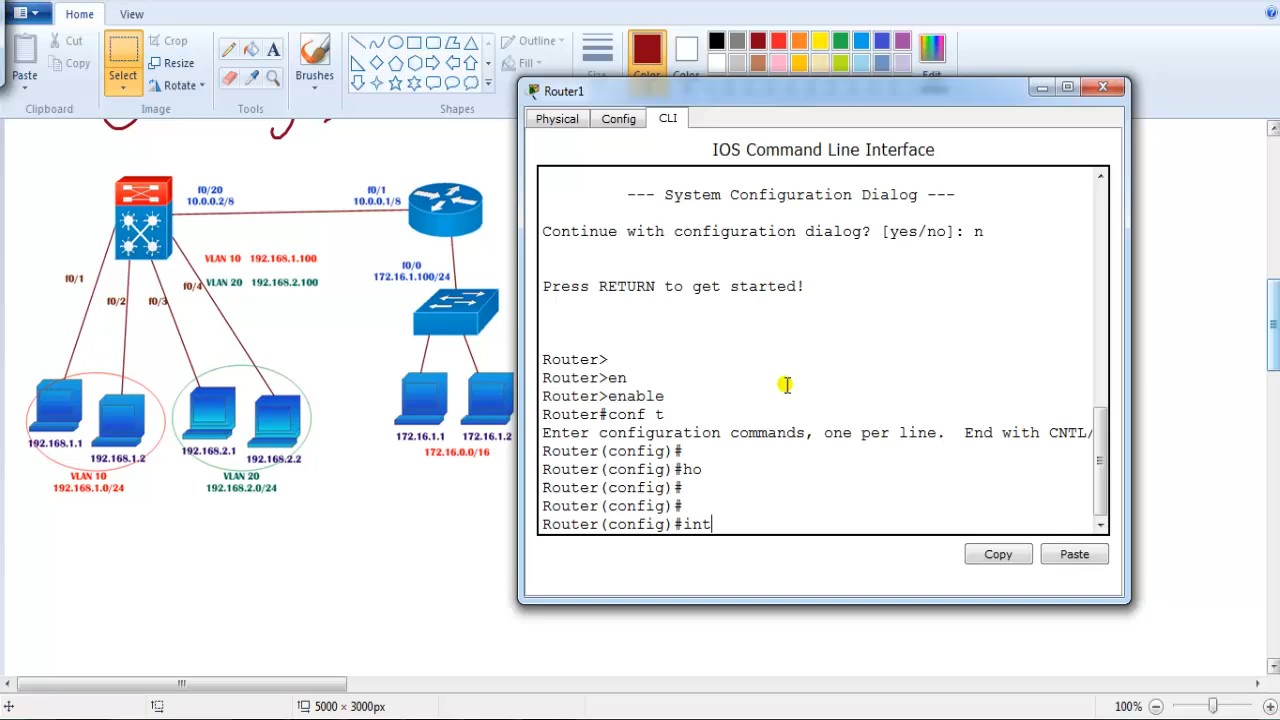 Home
View
Paste
Cut
Copy
Clipboard
Select
Crop
Resize
Rotate
Image
Tools
Brushes
Shapes
Outline
Fill
Size
Color
Color
Edit
f0/20
10.0.0.2/8
f0/1
10.0.0.1/8
VLAN 10 192.168.1.100
VLAN 20 192.168.2.100
f0/0
172.16.1.100/24
f0/1
f0/2
f0/3
f0/4
192.168.1.1
192.168.1.2
192.168.2.1
192.168.2.2
VLAN 10
192.168.1.0/24
VLAN 20
192.168.2.0/24
172.16.1.1
172.16.1.2
172.16.0.0/16
Router1
Physical
Config
CLI
IOS Command Line Interface
--- System Configuration Dialog ---
Continue with configuration dialog? [yes/no]: n
Press RETURN to get started!
Router>
Router>en
Router>enable
Router#conf t
Enter configuration commands, one per line. End with CNTL/
Router(config)#
Router(config)#ho
Router(config)#
Router(config)#
Router(config)#int
Copy
Paste
5000 × 3000px
100%